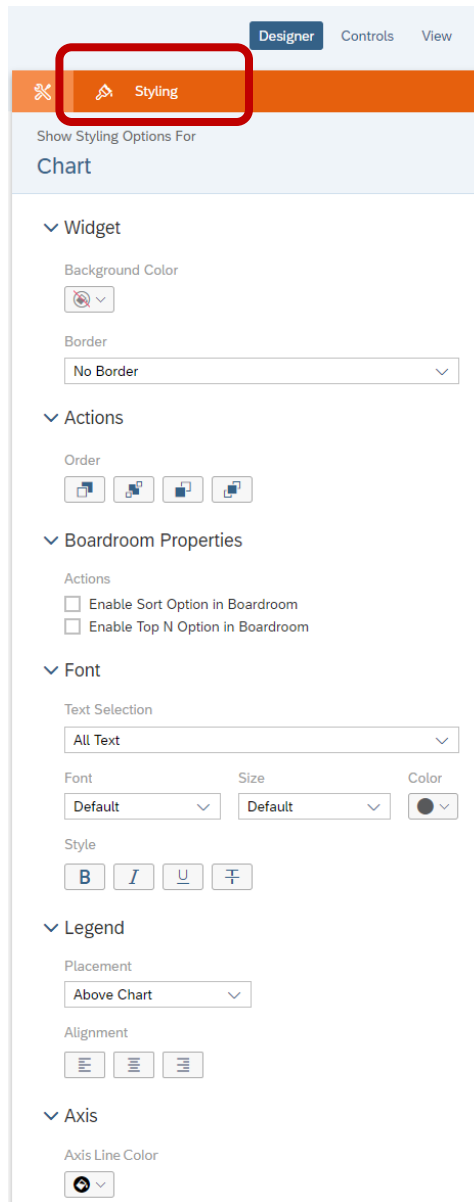 Designer Controls View
Styling
Show Styling Options For
Chart
Widget
Background Color
Border
No Border
Actions
Order
Boardroom Properties
Actions
Enable Sort Option in Boardroom
Enable Top N Option in Boardroom
Font
Text Selection
All Text
Font Size Color
Default Default
Style
B I U T
Legend
Placement
Above Chart
Alignment
Axis
Axis Line Color